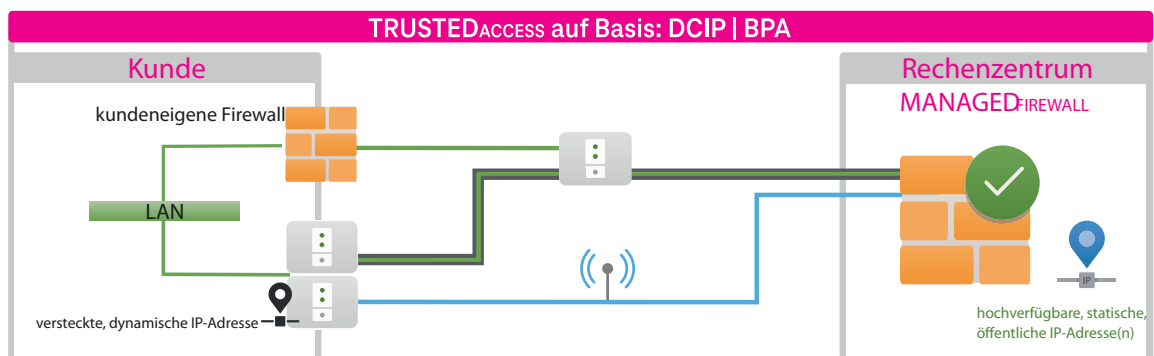 TRUSTEDACCESS auf Basis: DCIP | BPA
Kunde
Rechenzentrum
MANAGEDFIREWALL
kundeneigene Firewall
LAN
versteckte, dynamische IP-Adresse
IP
hochverfügbare, statische,
öffentliche IP-Adresse(n)